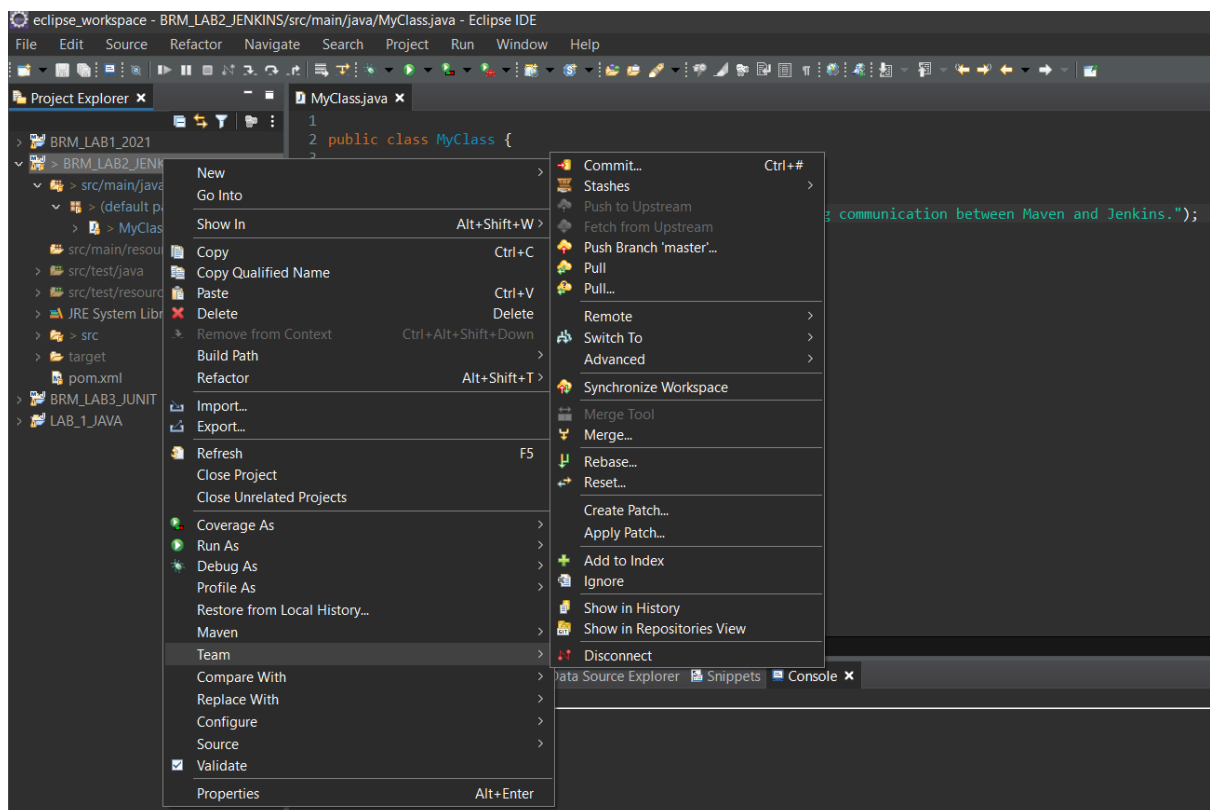 eclipse_workspace - BRM_LAB2_JENKINS/src/main/java/MyClass.java - Eclipse IDE
File Edit Source Refactor Navigate Search Project Run Window Help
Project Explorer
MyClass.java
BRM_LAB1_2021
> BRM_LAB2_JENK
> src/main/java
> (default pa
> MyClas
src/main/resou
src/test/java
src/test/resourc
JRE System Libr
> src
target
pom.xml
BRM_LAB3_JUNIT
LAB_1_JAVA
1
2 public class MyClass {
g communication between Maven and Jenkins.");
New
Go Into
Show In Alt+Shift+W >
Copy Ctrl+C
Copy Qualified Name
Paste Ctrl+V
Delete Delete
Remove from Context Ctrl+Alt+Shift+Down
Build Path
Refactor Alt+Shift+T >
Import...
Export...
Refresh F5
Close Project
Close Unrelated Projects
Coverage As
Run As
Debug As
Profile As
Restore from Local History...
Maven
Team
Compare With
Replace With
Configure
Source
Validate
Properties Alt+Enter
Commit... Ctrl+#
Stashes
Push to Upstream
Fetch from Upstream
Push Branch 'master'...
Pull
Pull...
Remote
Switch To
Advanced
Synchronize Workspace
Merge Tool
Merge...
Rebase...
Reset...
Create Patch...
Apply Patch...
Add to Index
Ignore
Show in History
Show in Repositories View
Disconnect
Data Source Explorer Snippets Console